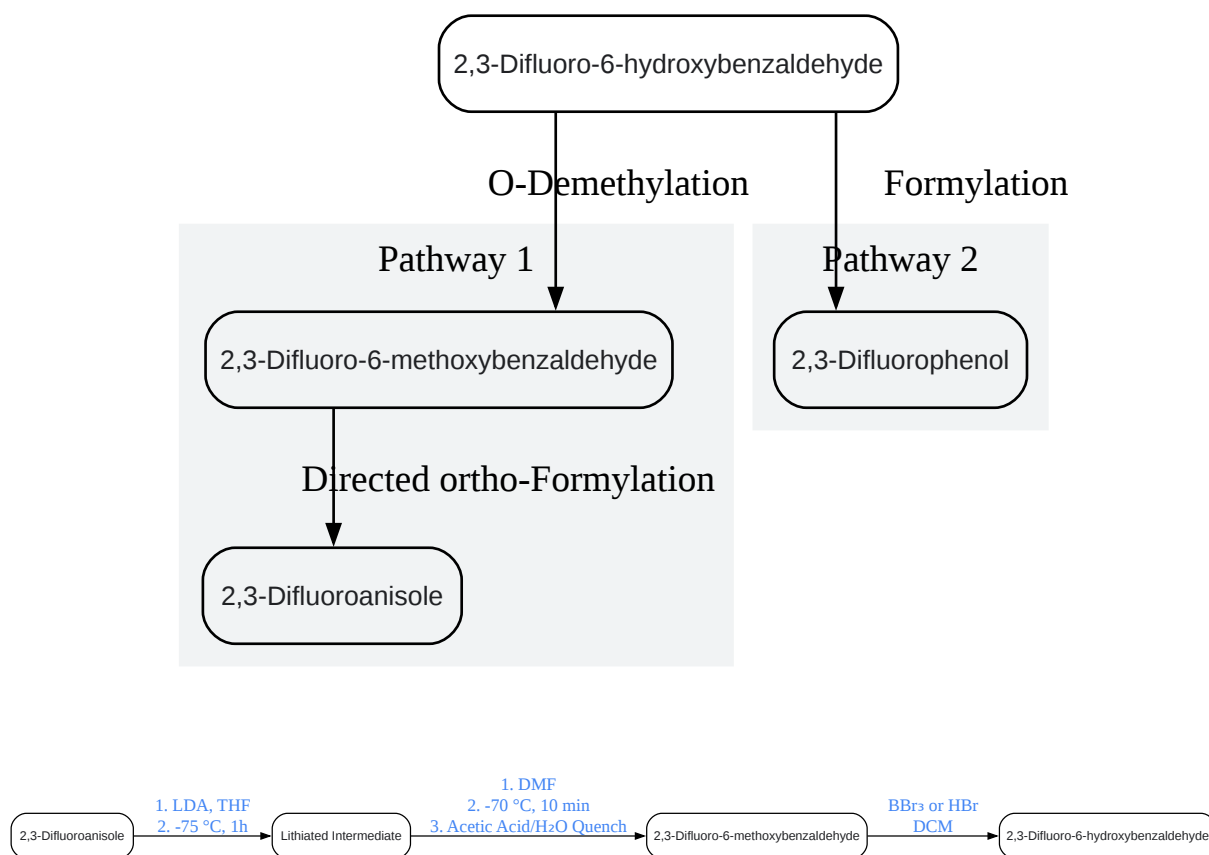 2,3-Difluoro-6-hydroxybenzaldehyde
O-Demethylation
Formylation
Pathway 1
Pathway 2
2,3-Difluoro-6-methoxybenzaldehyde
2,3-Difluorophenol
Directed ortho-Formylation
2,3-Difluoroanisole
2,3-Difluoroanisole
1. LDA, THF
2. -75 °C, 1h
Lithiated Intermediate
1. DMF
2. -70 °C, 10 min
3. Acetic Acid/H₂O Quench
2,3-Difluoro-6-methoxybenzaldehyde
BBr₃ or HBr
DCM
2,3-Difluoro-6-hydroxybenzaldehyde